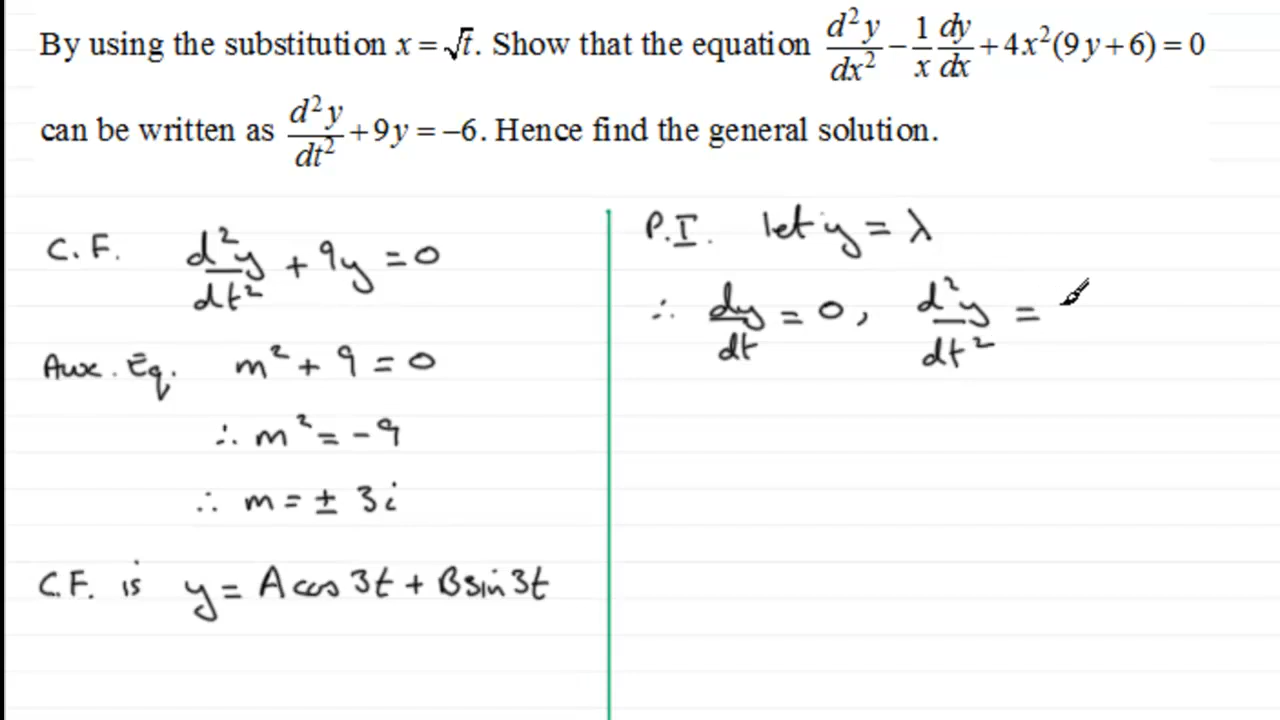 By using the substitution x = √t. Show that the equation d²y/dx² − 1/x dy/dx + 4x²(9y + 6) = 0
can be written as d²y/dt² + 9y = −6. Hence find the general solution.
C.F. d²y/dt² + 9y = 0
Aux. Eq. m² + 9 = 0
∴ m² = −9
∴ m = ± 3i
C.F. is y = A cos 3t + B sin 3t
P.I. let y = λ
∴ dy/dt = 0, d²y/dt² =